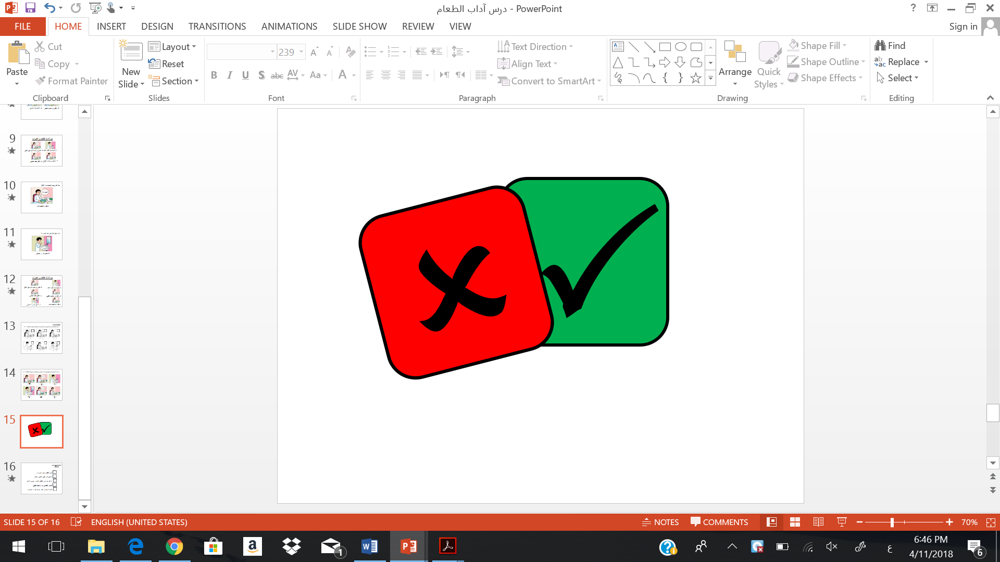 درس آداب الطعام - PowerPoint
FILE HOME INSERT DESIGN TRANSITIONS ANIMATIONS SLIDE SHOW REVIEW VIEW Sign in
Paste
Cut
Copy
Format Painter
Clipboard
New Slide
Layout
Reset
Section
Slides
239
B I U S abc AV Aa A
Font
Text Direction
Align Text
Convert to SmartArt
Paragraph
Arrange
Quick Styles
Shape Fill
Shape Outline
Shape Effects
Drawing
Find
Replace
Select
Editing
9
10
11
12
13
14
15
16
SLIDE 15 OF 16 ENGLISH (UNITED STATES) NOTES COMMENTS 70%
1
ع
6:46 PM
4/11/2018
6